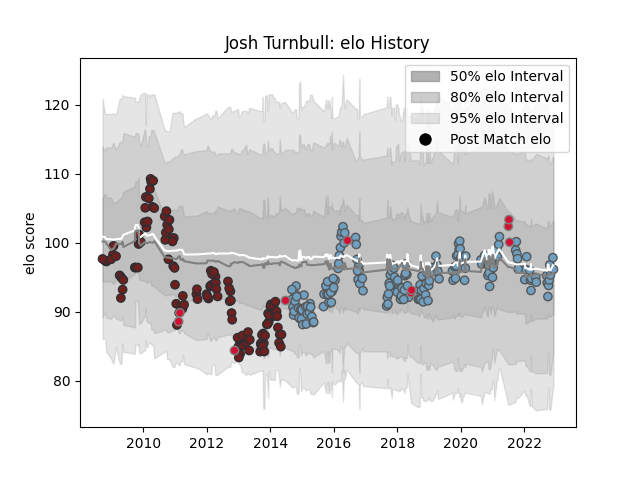 Josh Turnbull: elo History
50% elo Interval
80% elo Interval
95% elo Interval
Post Match elo
elo score
120
110
100
90
80
2010 2012 2014 2016 2018 2020 2022